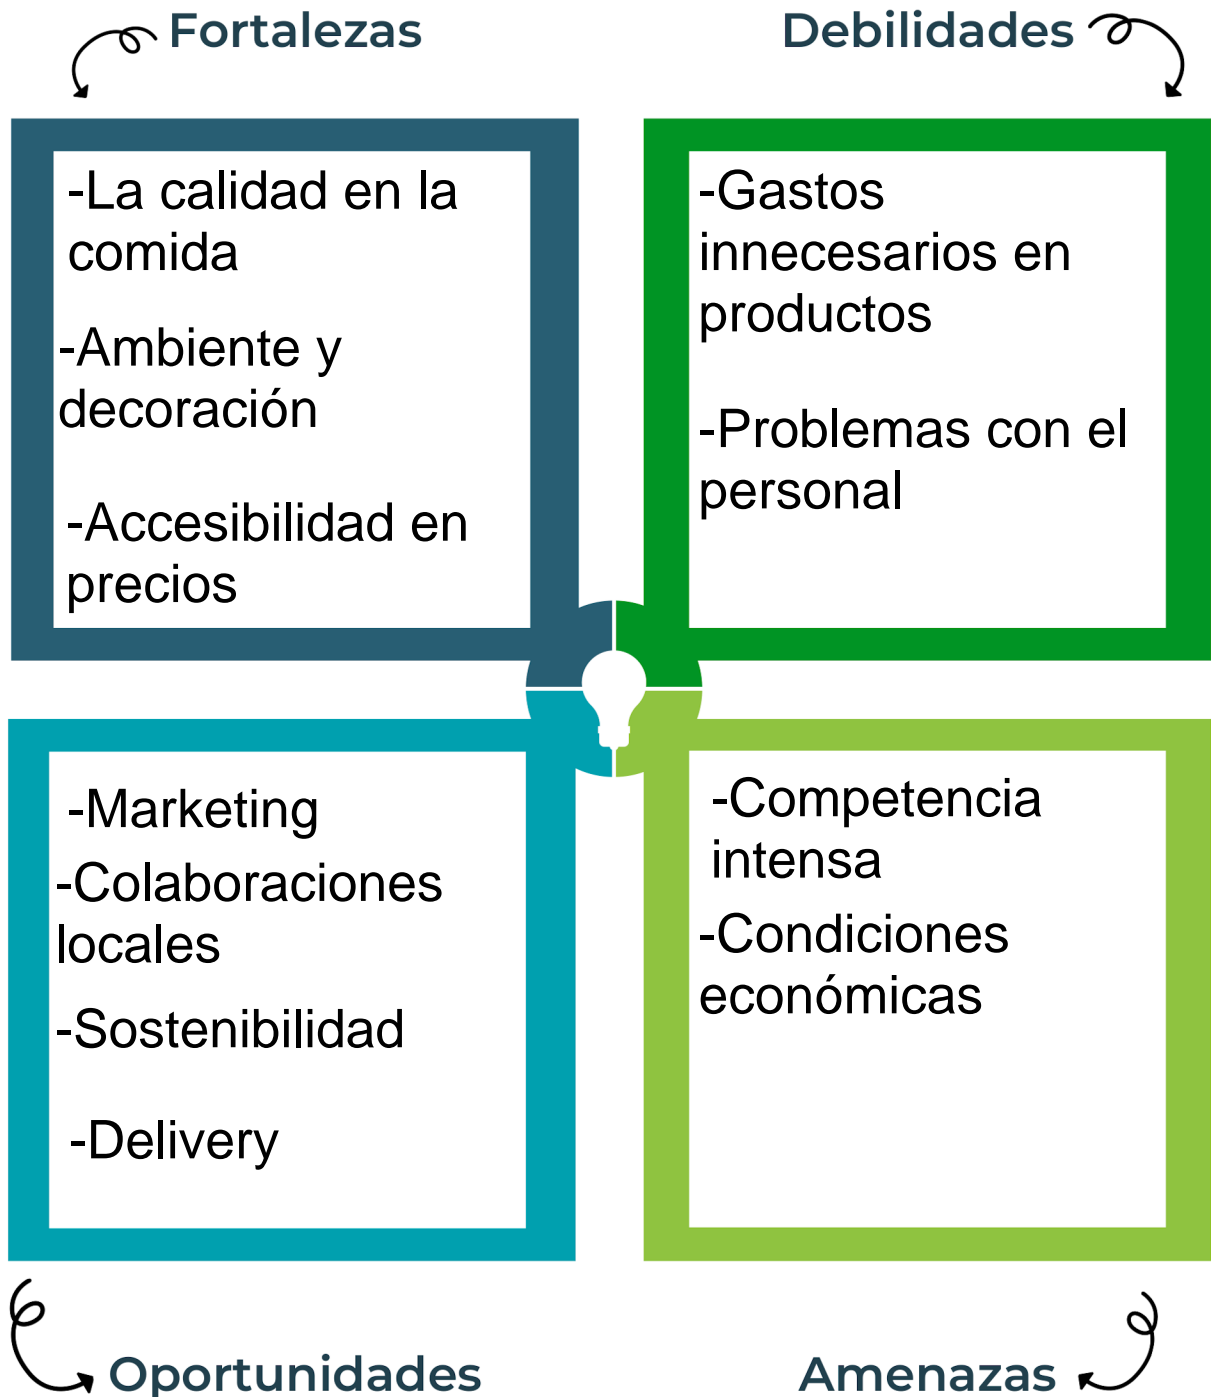 Fortalezas
-La calidad en la
comida
-Ambiente y
decoración
-Accesibilidad en
precios
Debilidades
-Gastos
innecesarios en
productos
-Problemas con el
personal
-Marketing
-Colaboraciones
locales
-Sostenibilidad
-Delivery
Oportunidades
-Competencia
intensa
-Condiciones
económicas
Amenazas